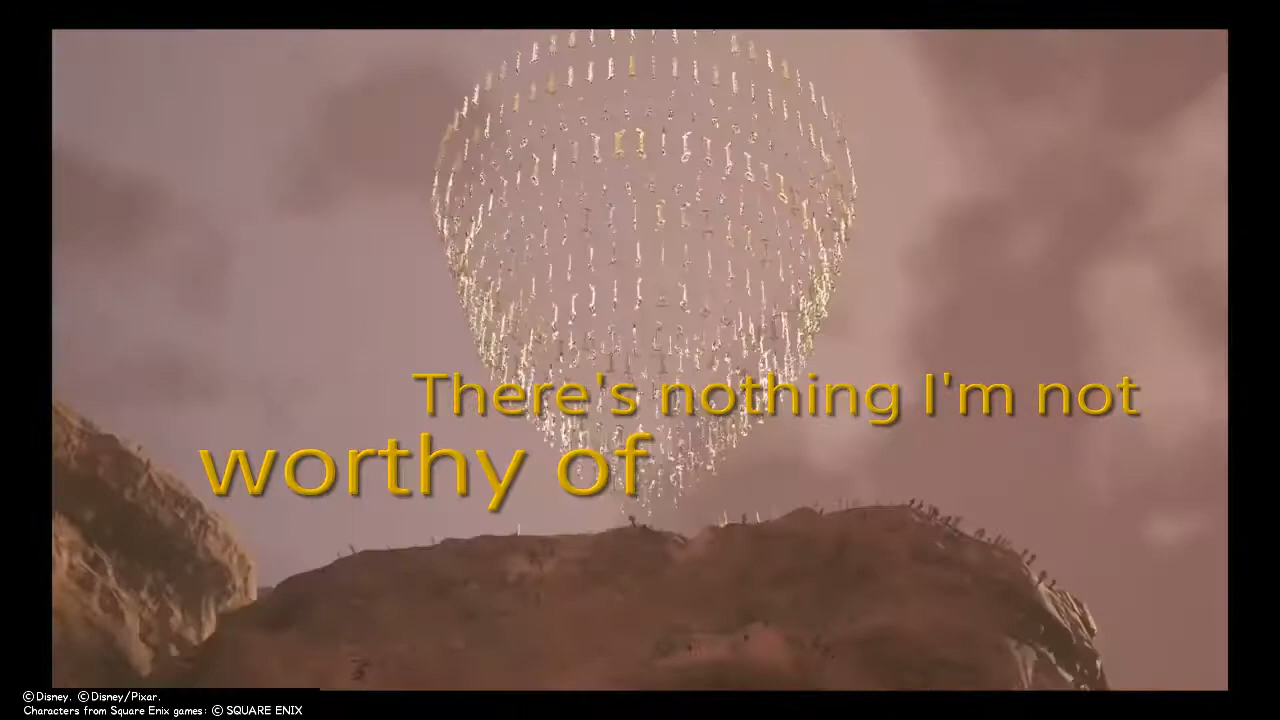 There's nothing I'm not
worthy of
©Disney. ©Disney/Pixar.
Characters from Square Enix games: © SQUARE ENIX